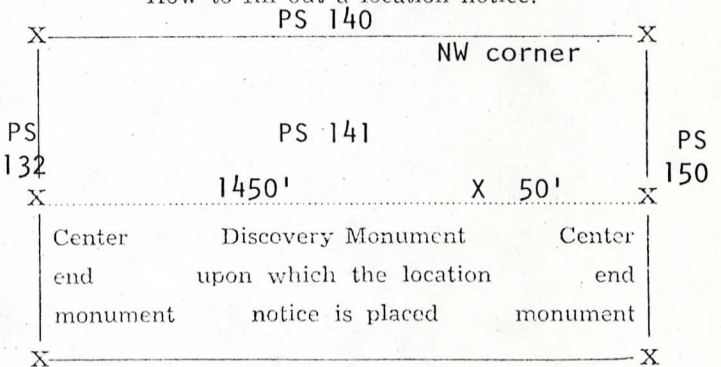 How to fill out a location notice.
PS 140
X X
NW corner
PS 141
PS
132
PS
150
1450' X 50'
X X
Center Discovery Monument Center
end upon which the location end
monument notice is placed monument
X X